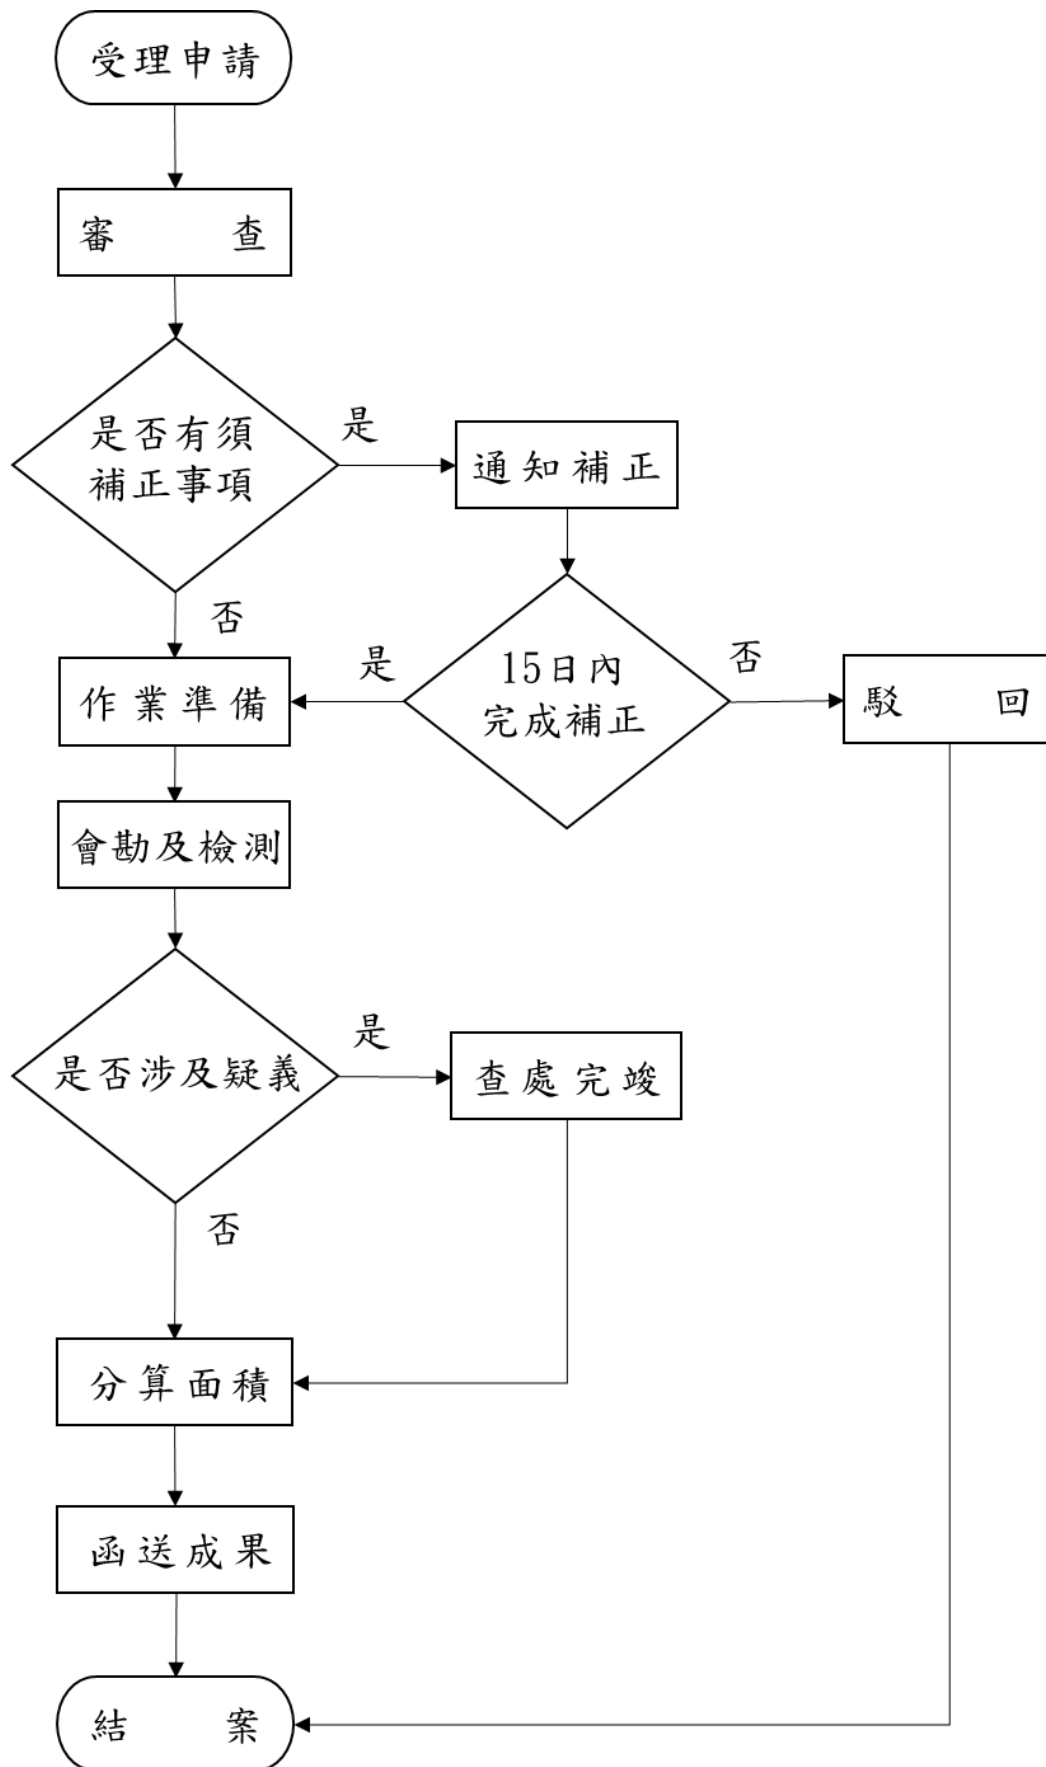 受理申請
審查
是否有須
補正事項
是
通知補正
否
作業準備
是
15日內
完成補正
否
駁回
會勘及檢測
是否涉及疑義
是
查處完竣
否
分算面積
函送成果
結案